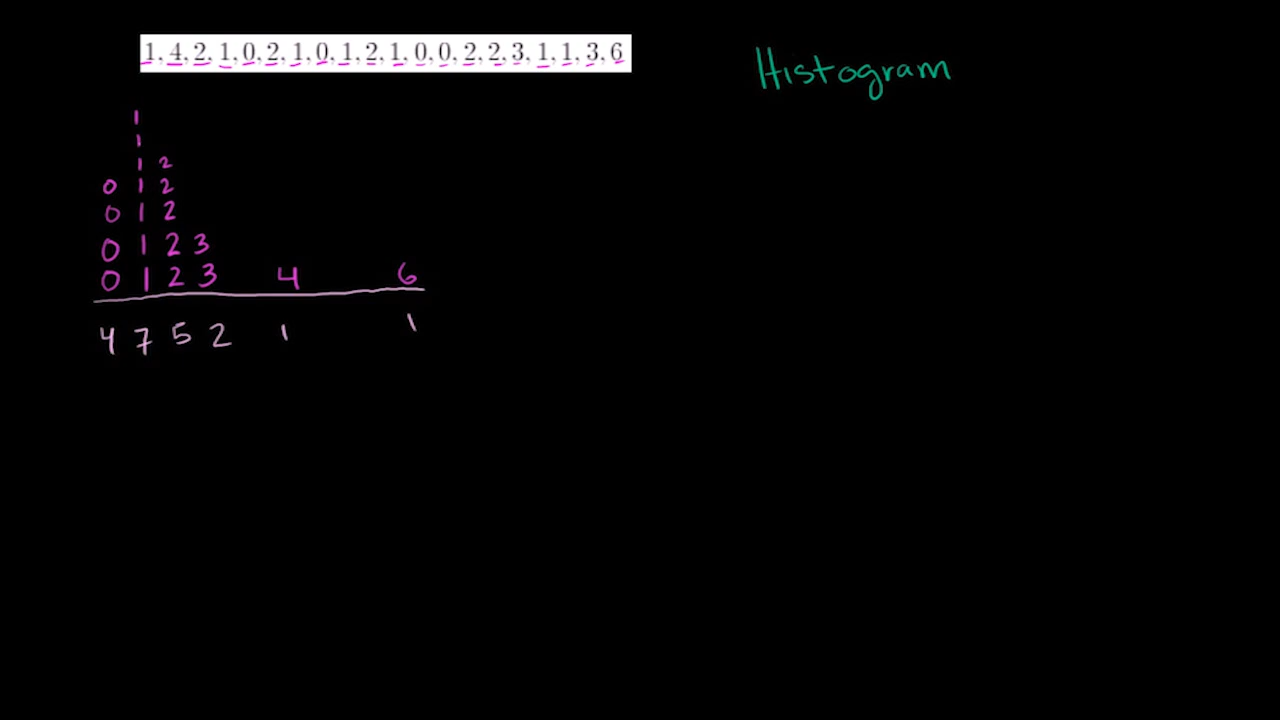 1, 4, 2, 1, 0, 2, 1, 0, 1, 2, 1, 0, 0, 2, 2, 3, 1, 1, 3, 6
Histogram
1
1
1 2
0 1 2
0 1 2
0 1 2 3
0 1 2 3 4 6
4 7 5 2 1 1